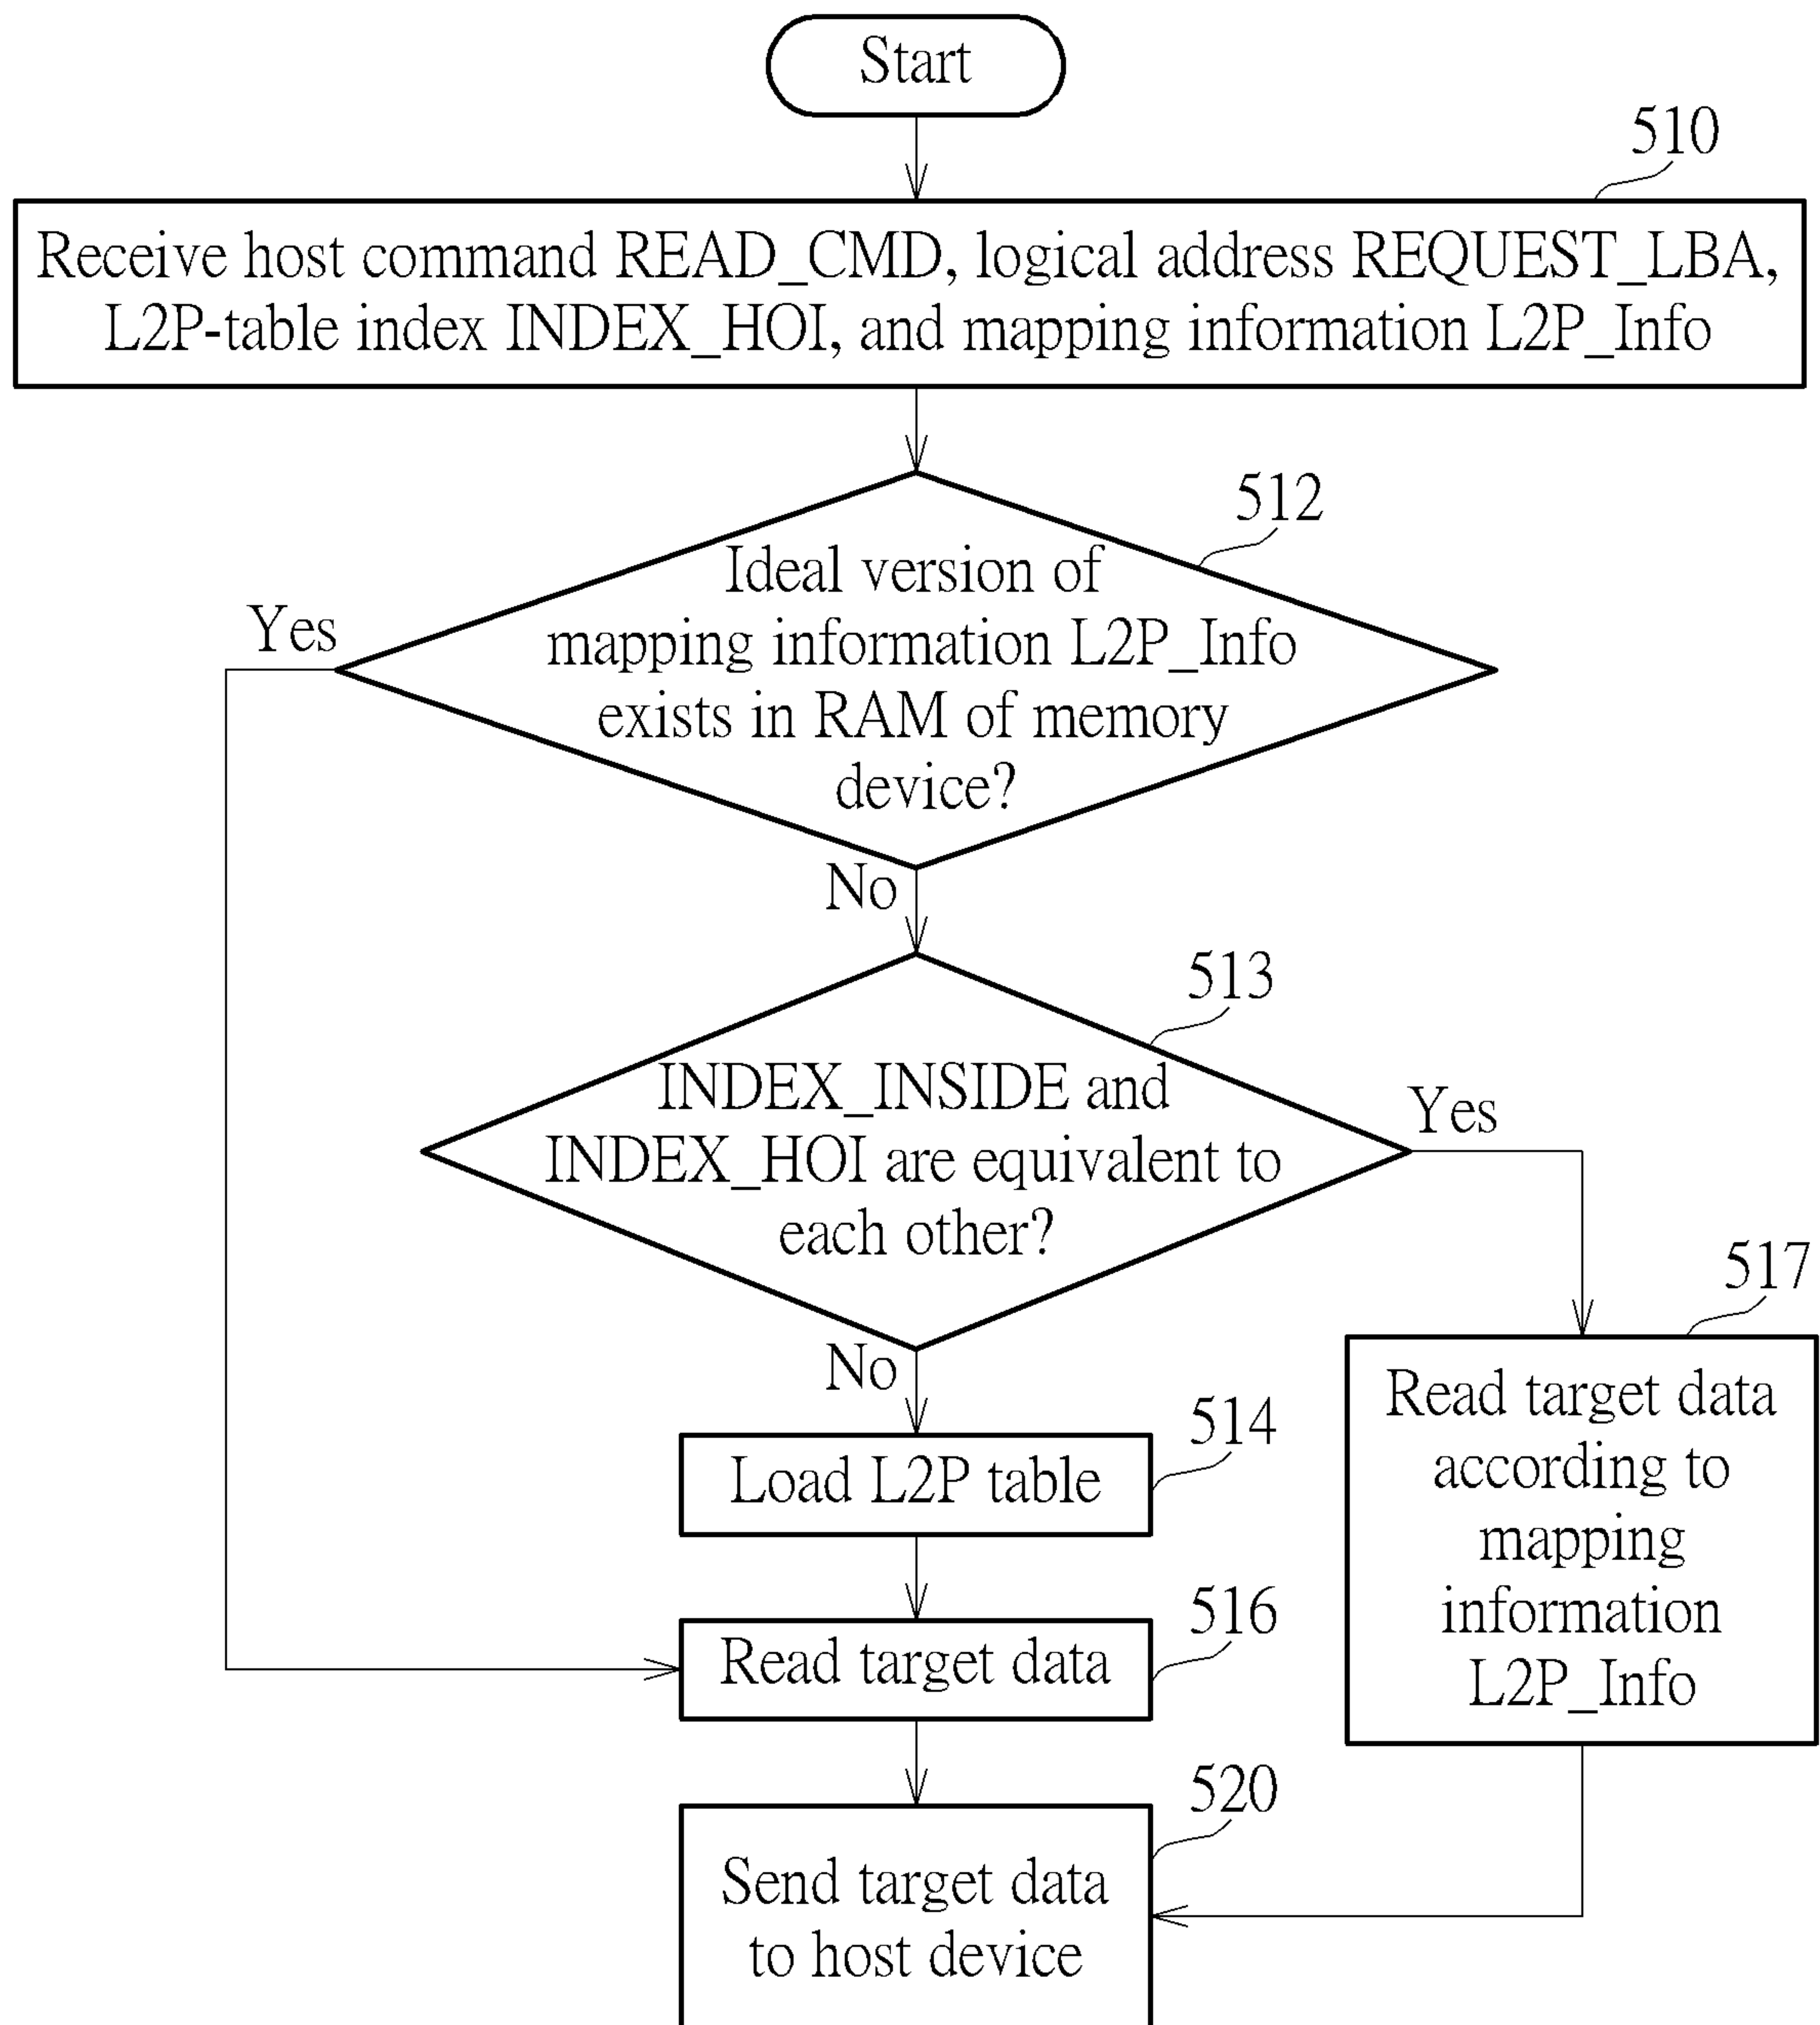 Start
510
Receive host command READ_CMD, logical address REQUEST_LBA,
L2P-table index INDEX_HOI, and mapping information L2P_Info
512
Ideal version of
mapping information L2P_Info
exists in RAM of memory
device?
Yes
No
513
INDEX_INSIDE and
INDEX_HOI are equivalent to
each other?
Yes
No
517
Read target data
according to
mapping
information
L2P_Info
514
Load L2P table
516
Read target data
520
Send target data
to host device